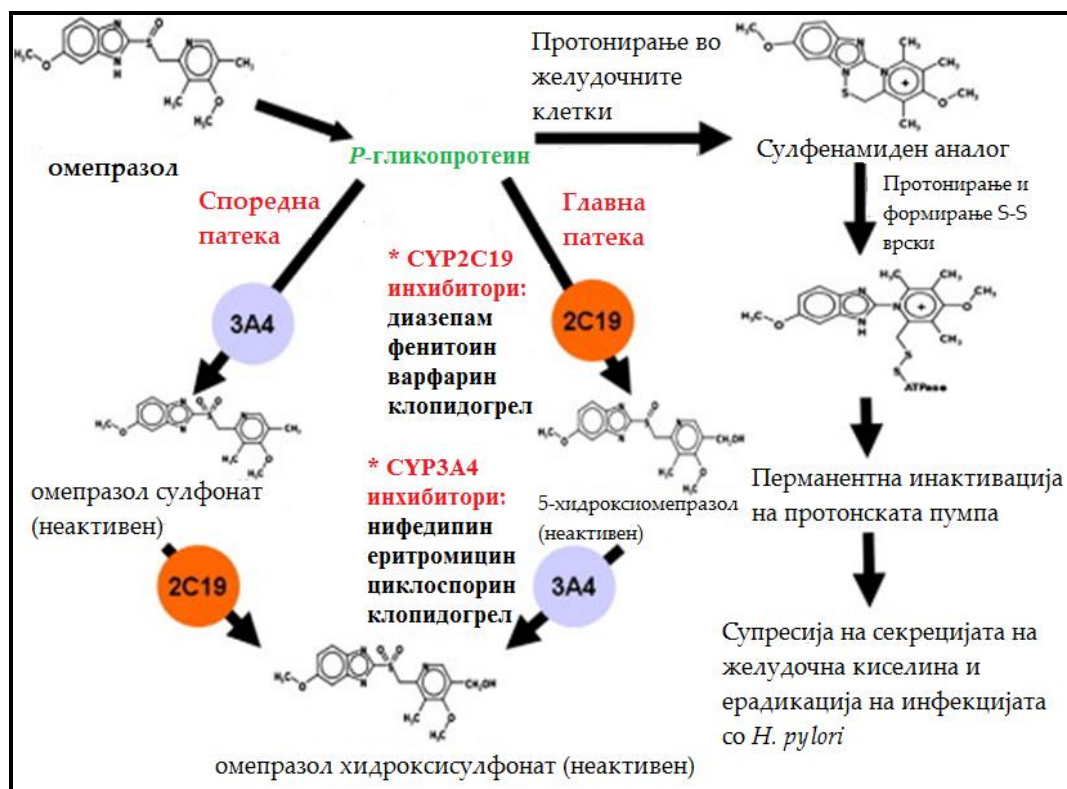 омепразол
Протонирање во
желудочните
клетки
P-гликопротеин
Сулфенамиден аналог
Протонирање и
формирање S-S
врски
Споредна
патека
Главна
патека
* CYP2C19
инхибитори:
диазепам
фенитоин
варфарин
клопидогрел
3A4
2C19
ATPase
омепразол сулфонат
(неактивен)
* CYP3A4
инхибитори:
нифедипин
еритромицин
циклоспорин
клопидогрел
5-хидроксиомепразол
(неактивен)
2C19
3A4
Перманентна инактивација
на протонската пумпа
Супресија на секрецијата на
желудочна киселина и
ерадикација на инфекцијата
со H. pylori
омепразол хидроксисулфонат (неактивен)